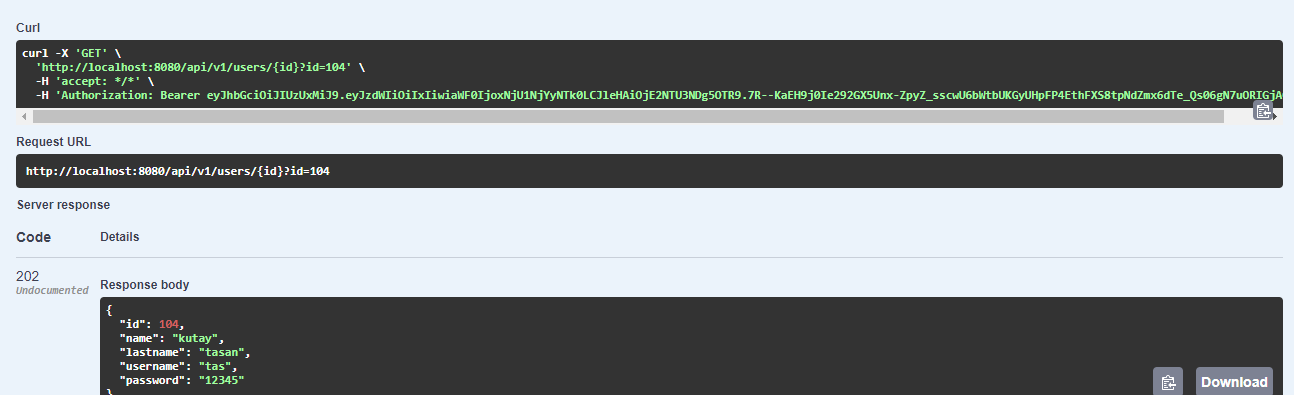 Curl
curl -X 'GET' \
'http://localhost:8080/api/v1/users/{id}?id=104' \
-H 'accept: */*' \
-H 'Authorization: Bearer eyJhbGciOiJIUzUxMiJ9.eyJzdWIiOiIxIiwiaWF0IjoxNjU1NjYyNTk0LCJleHAiOjE2NTU3NDg5OTR9.7R--KaEH9j0Ie292GX5Unx-ZpyZ_sscwU6bWtbUKGyUHpFP4EthFXS8tpNdZmx6dTe_Qs06gN7uORIGjA
Request URL
http://localhost:8080/api/v1/users/{id}?id=104
Server response
Code Details
202
Undocumented
Response body
{
"id": 104,
"name": "kutay",
"lastname": "tasan",
"username": "tas",
"password": "12345"
}
Download